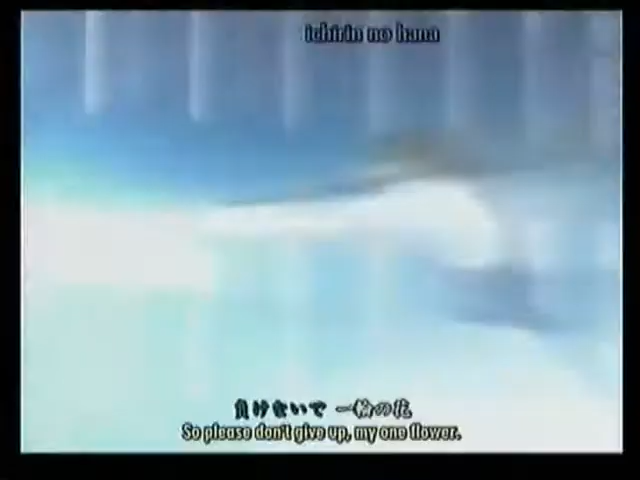 ichirin no hana
負けないで 一輪の花
So please don't give up, my one flower.